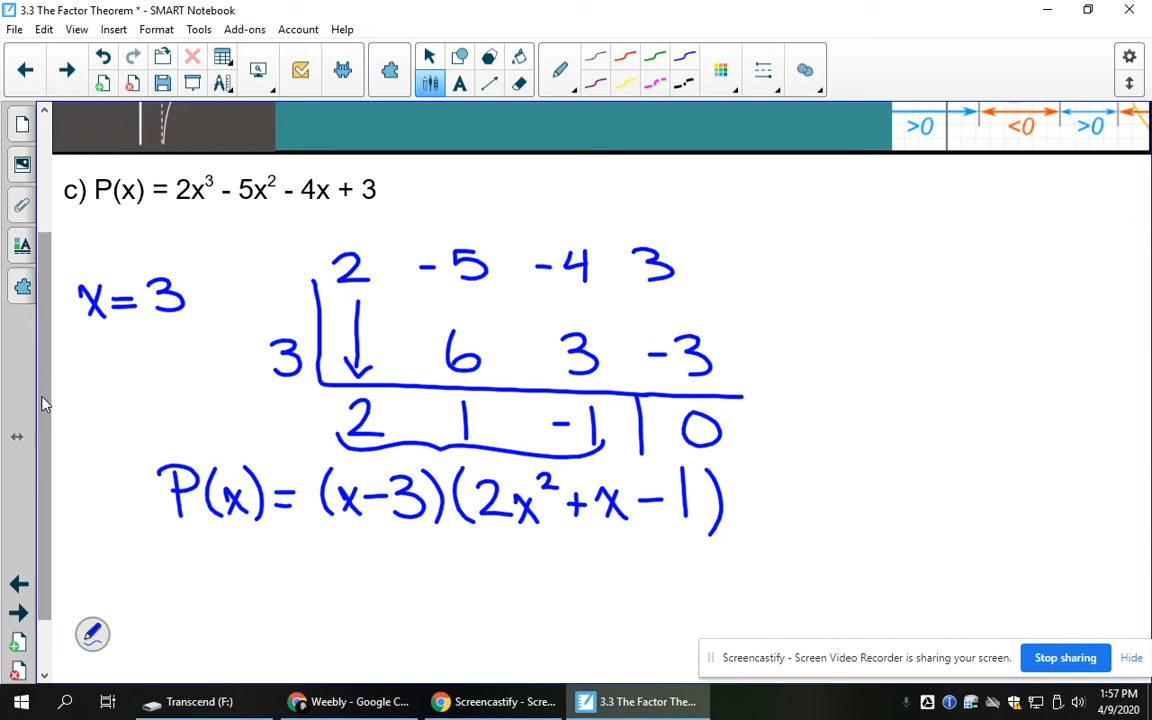 3.3 The Factor Theorem * - SMART Notebook
File Edit View Insert Format Tools Add-ons Account Help
>0 <0 >0
c) P(x) = 2x³ - 5x² - 4x + 3
2 -5 -4 3
x = 3
3 6 3 -3
2 1 -1 0
P(x) = (x-3)(2x² + x - 1)
Screencastify - Screen Video Recorder is sharing your screen. Stop sharing Hide
Transcend (F:) Weebly - Google C... Screencastify - Scre... 3.3 The Factor The... 1:57 PM
4/9/2020